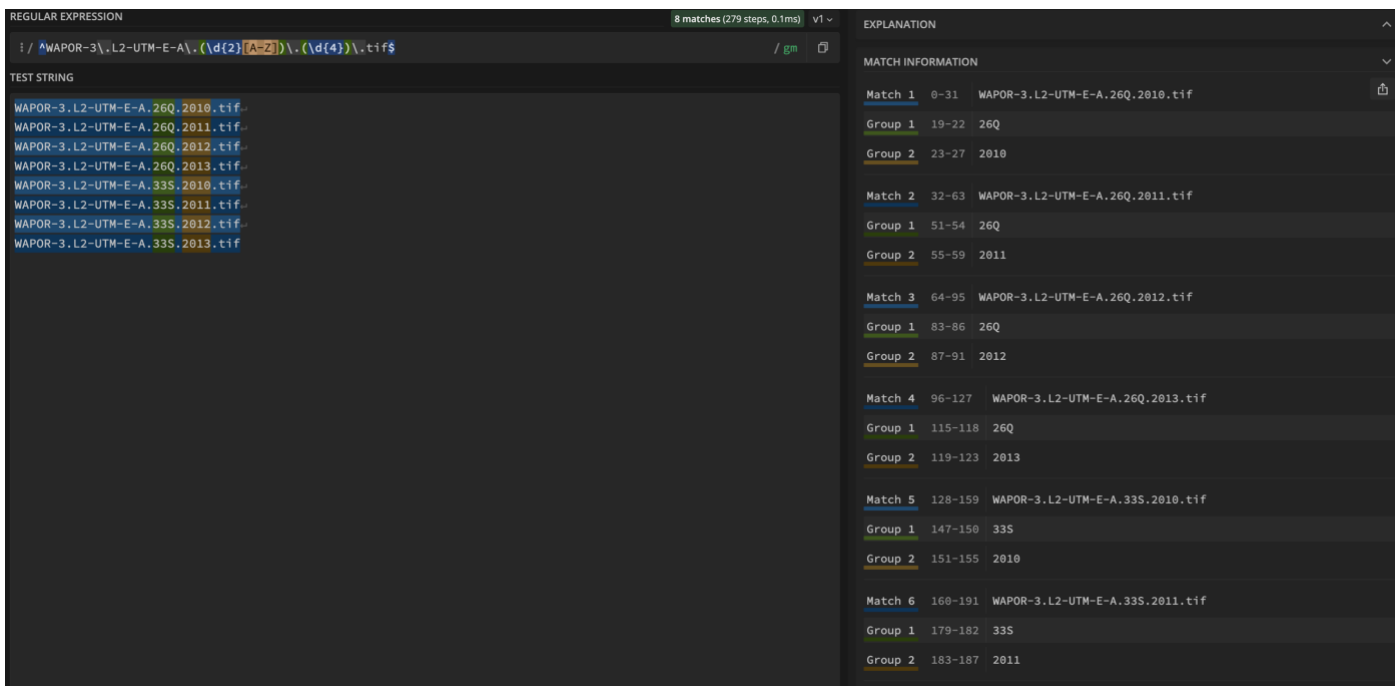 REGULAR EXPRESSION
8 matches (279 steps, 0.1ms)
v1
⁝ / ^WAPOR-3\.L2-UTM-E-A\.(\d{2}[A-Z])\.(\d{4})\.tif$
/ gm
TEST STRING
WAPOR-3.L2-UTM-E-A.26Q.2010.tif↵
WAPOR-3.L2-UTM-E-A.26Q.2011.tif↵
WAPOR-3.L2-UTM-E-A.26Q.2012.tif↵
WAPOR-3.L2-UTM-E-A.26Q.2013.tif↵
WAPOR-3.L2-UTM-E-A.33S.2010.tif↵
WAPOR-3.L2-UTM-E-A.33S.2011.tif↵
WAPOR-3.L2-UTM-E-A.33S.2012.tif↵
WAPOR-3.L2-UTM-E-A.33S.2013.tif
EXPLANATION
MATCH INFORMATION
Match 1 0-31 WAPOR-3.L2-UTM-E-A.26Q.2010.tif
Group 1 19-22 26Q
Group 2 23-27 2010
Match 2 32-63 WAPOR-3.L2-UTM-E-A.26Q.2011.tif
Group 1 51-54 26Q
Group 2 55-59 2011
Match 3 64-95 WAPOR-3.L2-UTM-E-A.26Q.2012.tif
Group 1 83-86 26Q
Group 2 87-91 2012
Match 4 96-127 WAPOR-3.L2-UTM-E-A.26Q.2013.tif
Group 1 115-118 26Q
Group 2 119-123 2013
Match 5 128-159 WAPOR-3.L2-UTM-E-A.33S.2010.tif
Group 1 147-150 33S
Group 2 151-155 2010
Match 6 160-191 WAPOR-3.L2-UTM-E-A.33S.2011.tif
Group 1 179-182 33S
Group 2 183-187 2011